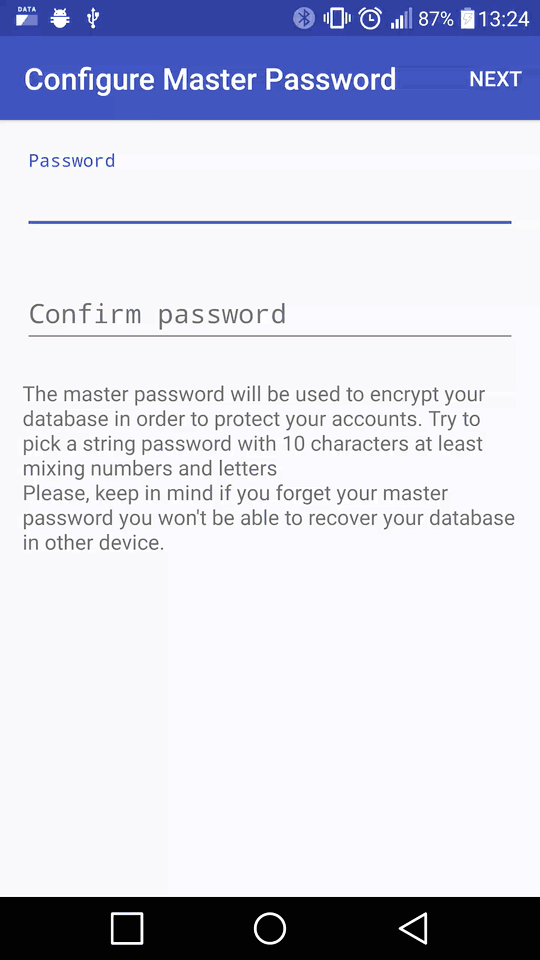 DATA
87%
13:24
Configure Master Password
NEXT
Password
Confirm password
The master password will be used to encrypt your
database in order to protect your accounts. Try to
pick a string password with 10 characters at least
mixing numbers and letters
Please, keep in mind if you forget your master
password you won't be able to recover your database
in other device.